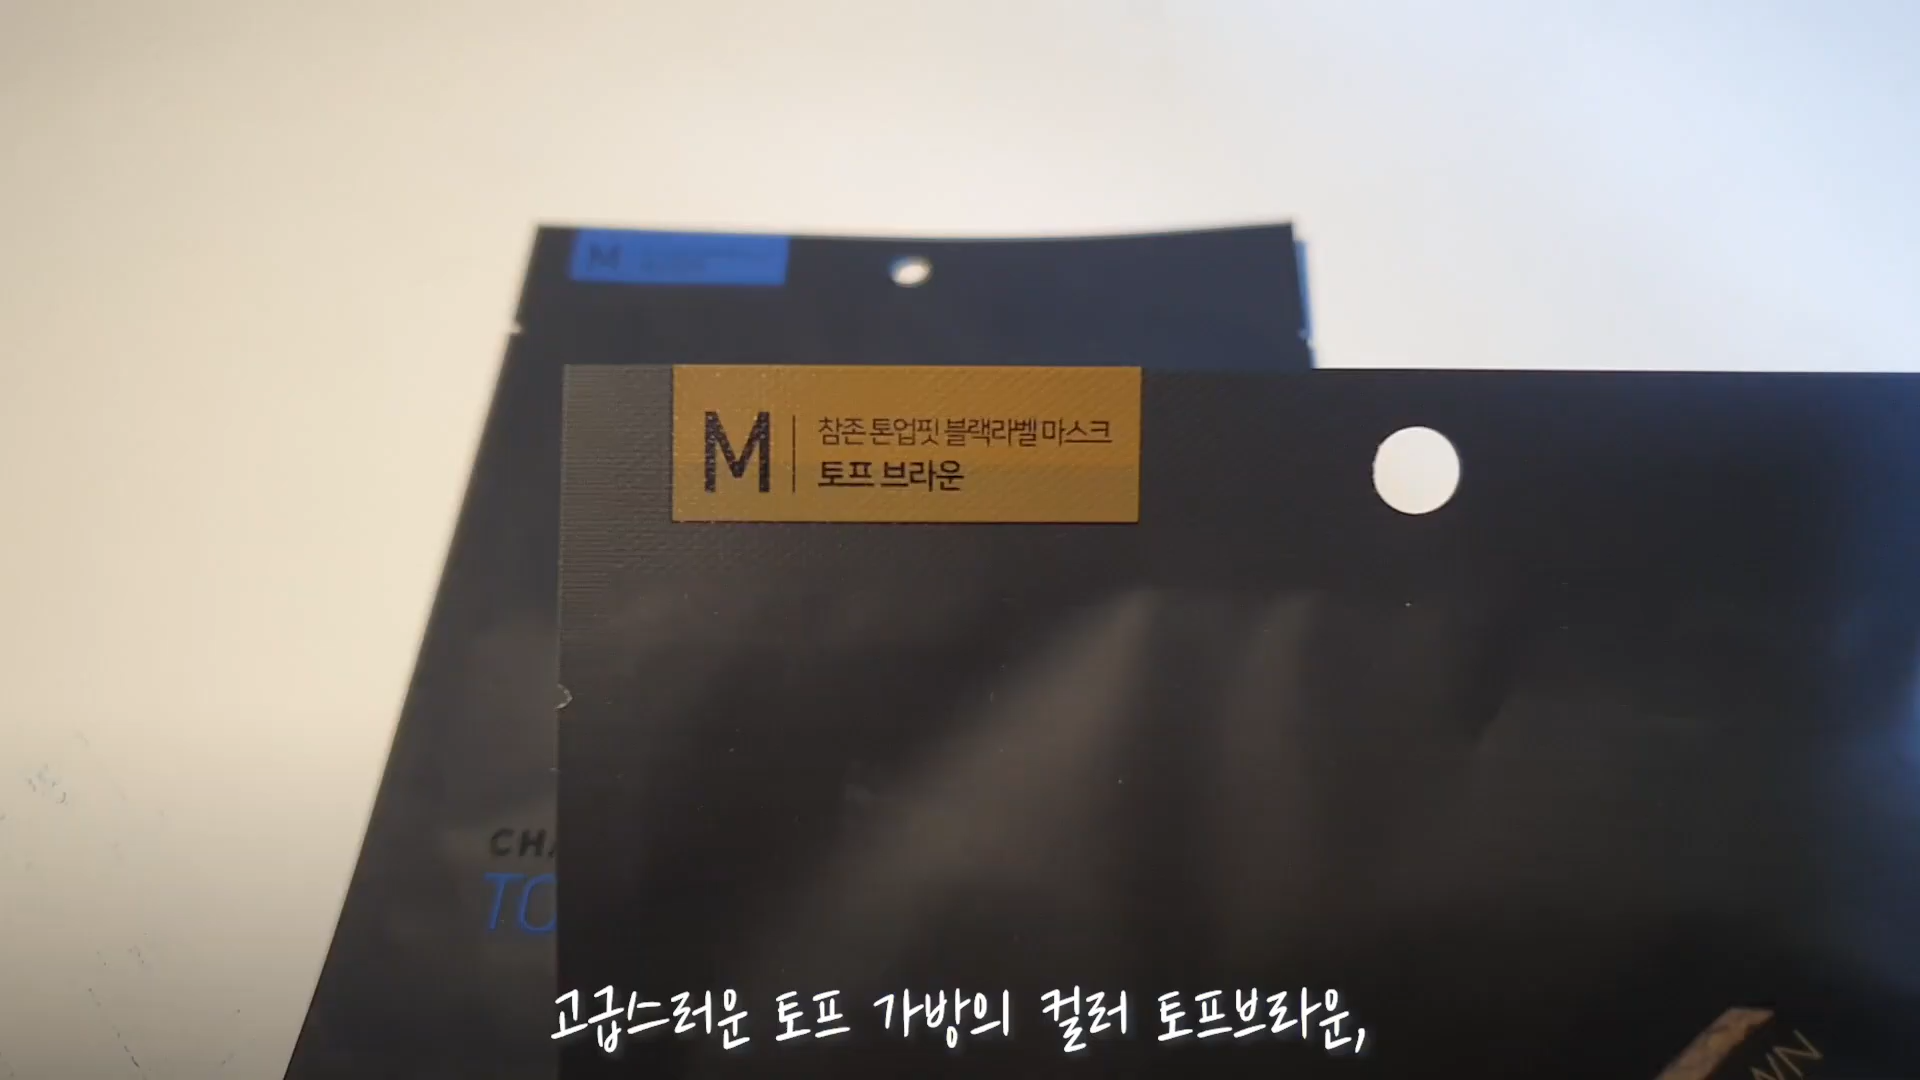 M
참존 톤업핏 블랙라벨 마스크
토프 브라운
M
CHA
TO
WN
고급스러운 토프 가방의 컬러 토프브라운,